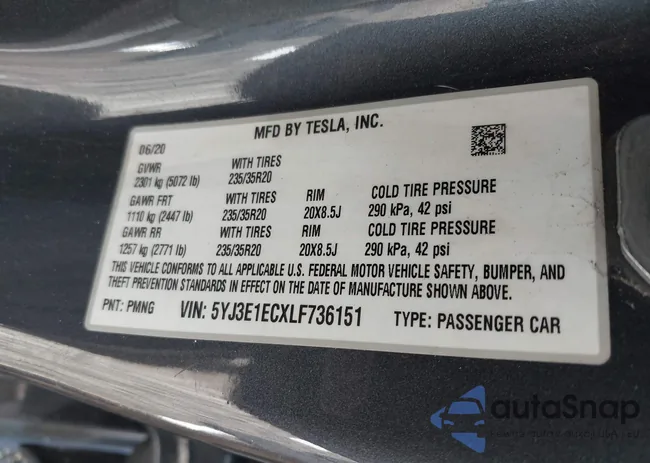 MFD BY TESLA, INC.
06/20
GVWR WITH TIRES
2301 kg (5072 lb) 235/35R20
GAWR FRT WITH TIRES RIM COLD TIRE PRESSURE
1110 kg (2447 lb) 235/35R20 20X8.5J 290 kPa, 42 psi
GAWR RR WITH TIRES RIM COLD TIRE PRESSURE
1257 kg (2771 lb) 235/35R20 20X8.5J 290 kPa, 42 psi
THIS VEHICLE CONFORMS TO ALL APPLICABLE U.S. FEDERAL MOTOR VEHICLE SAFETY, BUMPER, AND
THEFT PREVENTION STANDARDS IN EFFECT ON THE DATE OF MANUFACTURE SHOWN ABOVE.
PNT: PMNG VIN: 5YJ3E1ECXLF736151 TYPE: PASSENGER CAR
autoSnap